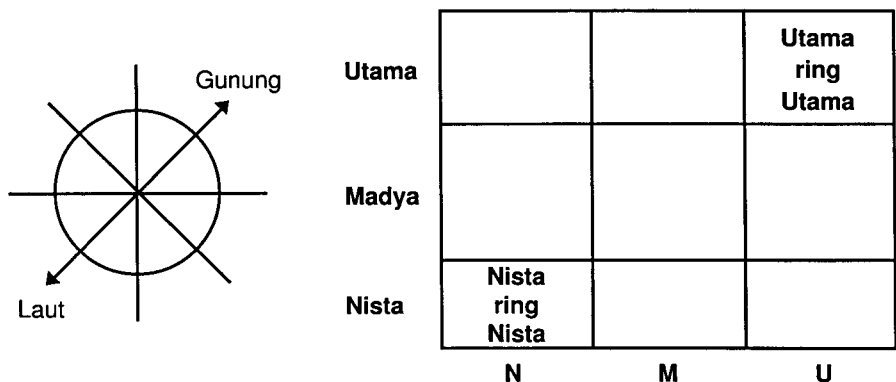 Gunung
Laut
Utama
Utama
ring
Utama
Madya
Nista
Nista
ring
Nista
N M U